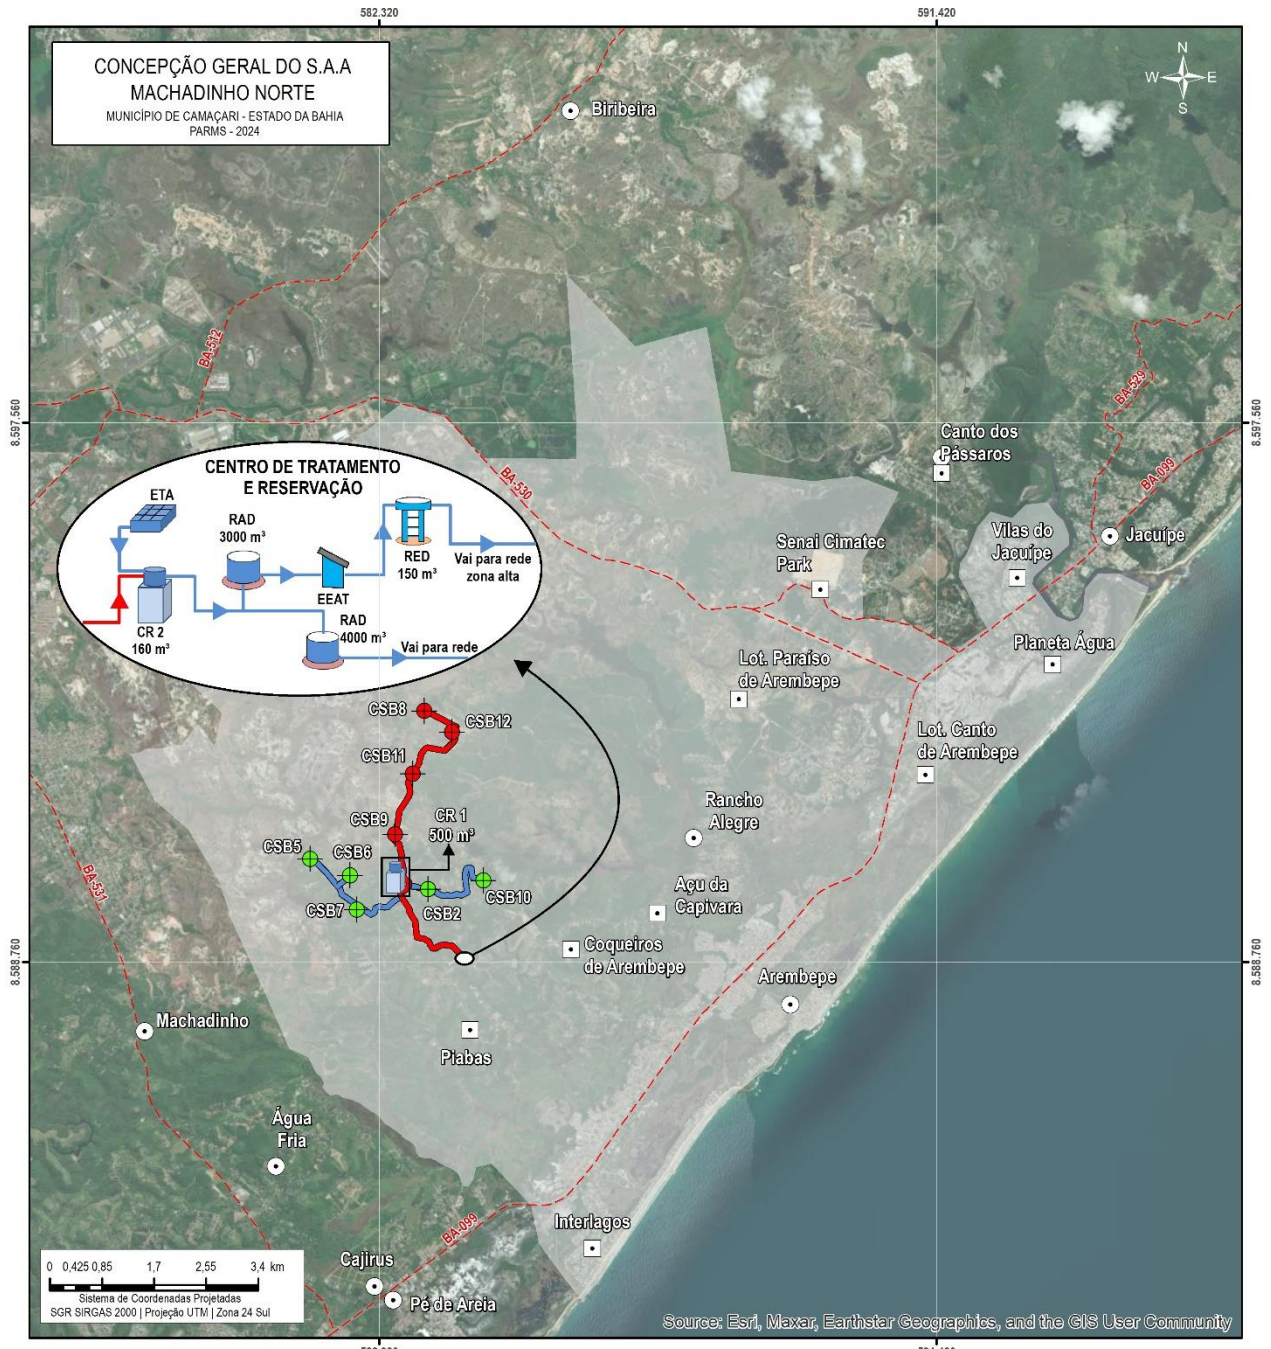 582.320
591.420
CONCEPÇÃO GERAL DO S.A.A
MACHADINHO NORTE
MUNICÍPIO DE CAMAÇARI - ESTADO DA BAHIA
PARMS - 2024
N
W
E
S
Biribeira
BA-512
BA-529
8.597.560
8.597.560
Canto dos
Pássaros
BA-099
BA-530
CENTRO DE TRATAMENTO
E RESERVAÇÃO
ETA
RAD
3000 m³
RED
150 m³
Vai para rede
zona alta
EEAT
CR 2
160 m³
RAD
4000 m³
Vai para rede
Senai Cimatec
Park
Vilas do
Jacuípe
Jacuípe
Planeta Água
Lot. Paraíso
de Arembepe
CSB8
CSB12
Lot. Canto
de Arembepe
CSB11
CR 1
500 m³
Rancho
Alegre
CSB9
CSB5
CSB6
BA-531
CSB10
CSB2
CSB7
Açu da
Capivara
Coqueiros
de Arembepe
8.588.760
8.588.760
Arembepe
Machadinho
Piabas
Água
Fria
BA-099
Interlagos
Cajirus
Pé de Areia
0 0,425 0,85 1,7 2,55 3,4 km
Sistema de Coordenadas Projetadas
SGR SIRGAS 2000 | Projeção UTM | Zona 24 Sul
Source: Esri, Maxar, Earthstar Geographics, and the GIS User Community